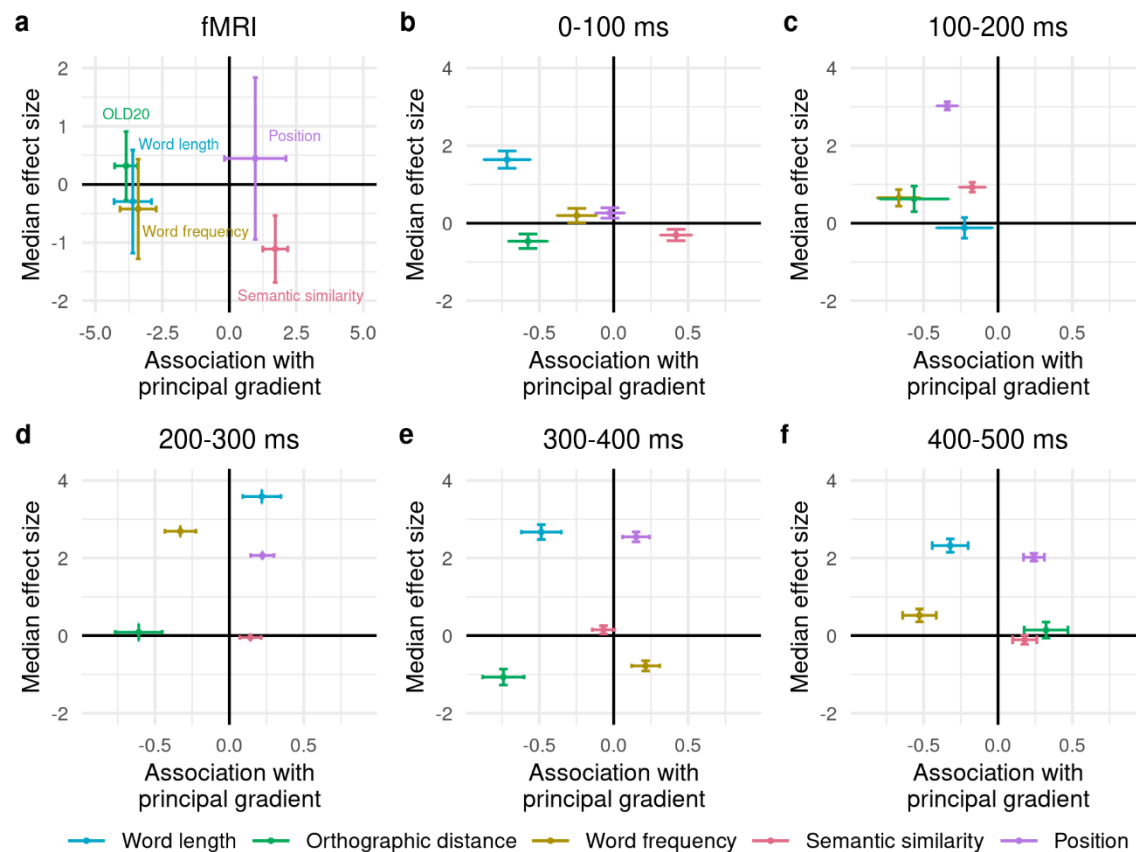 a fMRI
b 0-100 ms
c 100-200 ms
Median effect size
2
1
0
-1
-2
OLD20
Word length
Position
Word frequency
Semantic similarity
-5.0 -2.5 0.0 2.5 5.0
Association with
principal gradient
Median effect size
4
2
0
-2
-0.5 0.0 0.5
Association with
principal gradient
Median effect size
4
2
0
-2
-0.5 0.0 0.5
Association with
principal gradient
d 200-300 ms
e 300-400 ms
f 400-500 ms
Median effect size
4
2
0
-2
-0.5 0.0 0.5
Association with
principal gradient
Median effect size
4
2
0
-2
-0.5 0.0 0.5
Association with
principal gradient
Median effect size
4
2
0
-2
-0.5 0.0 0.5
Association with
principal gradient
Word length Orthographic distance Word frequency Semantic similarity Position